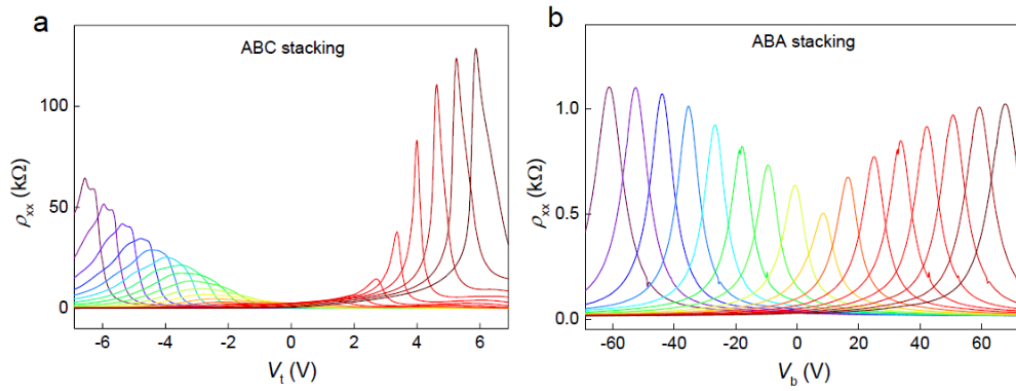 a
ABC stacking
ρxx (kΩ)
100
50
0
-6 -4 -2 0 2 4 6
Vt (V)
b
ABA stacking
ρxx (kΩ)
1.0
0.5
0.0
-60 -40 -20 0 20 40 60
Vb (V)